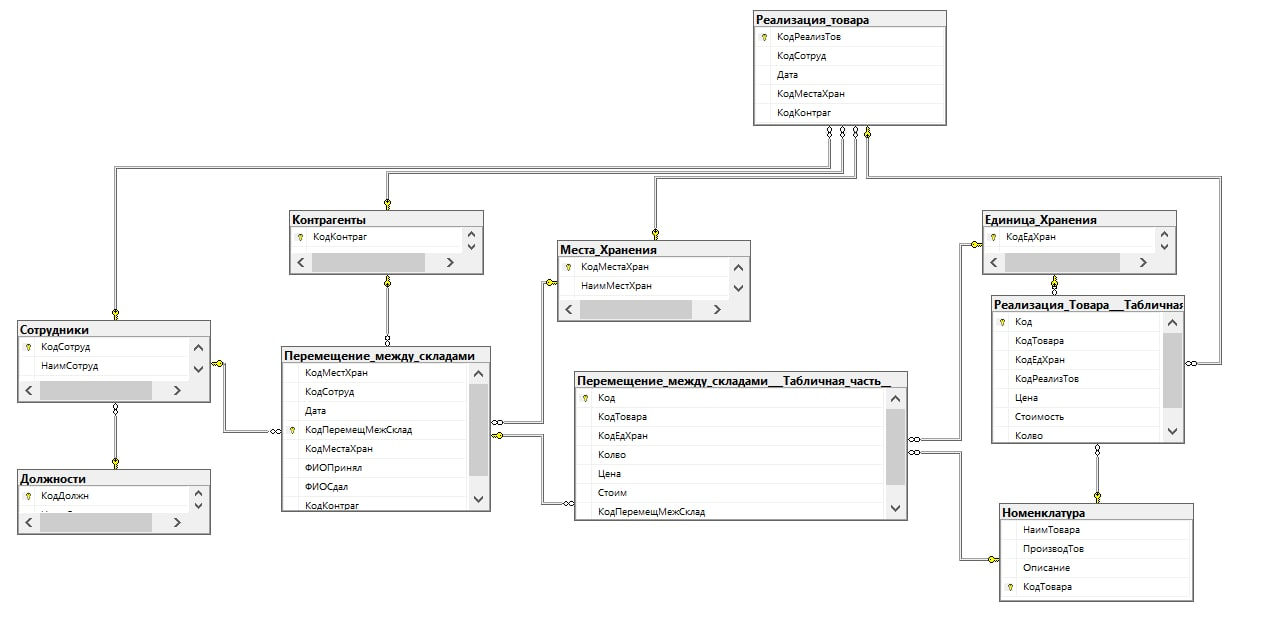 Реализация_товара
КодРеализТов
КодСотруд
Дата
КодМестаХран
КодКонтраг
Контрагенты
КодКонтраг
Места_Хранения
КодМестаХран
НаимМестХран
Единица_Хранения
КодЕдХран
Реализация_Товара___Табличная
Код
КодТовара
КодЕдХран
КодРеализТов
Цена
Стоимость
Колво
Сотрудники
КодСотруд
НаимСотруд
Перемещение_между_складами
КодМестХран
КодСотруд
Дата
КодПеремещМежСклад
КодМестаХран
ФИОПринял
ФИОСдал
КодКонтраг
Перемещение_между_складами___Табличная_часть__
Код
КодТовара
КодЕдХран
Колво
Цена
Стоим
КодПеремещМежСклад
Должности
КодДолжн
Номенклатура
НаимТовара
ПроизводТов
Описание
КодТовара